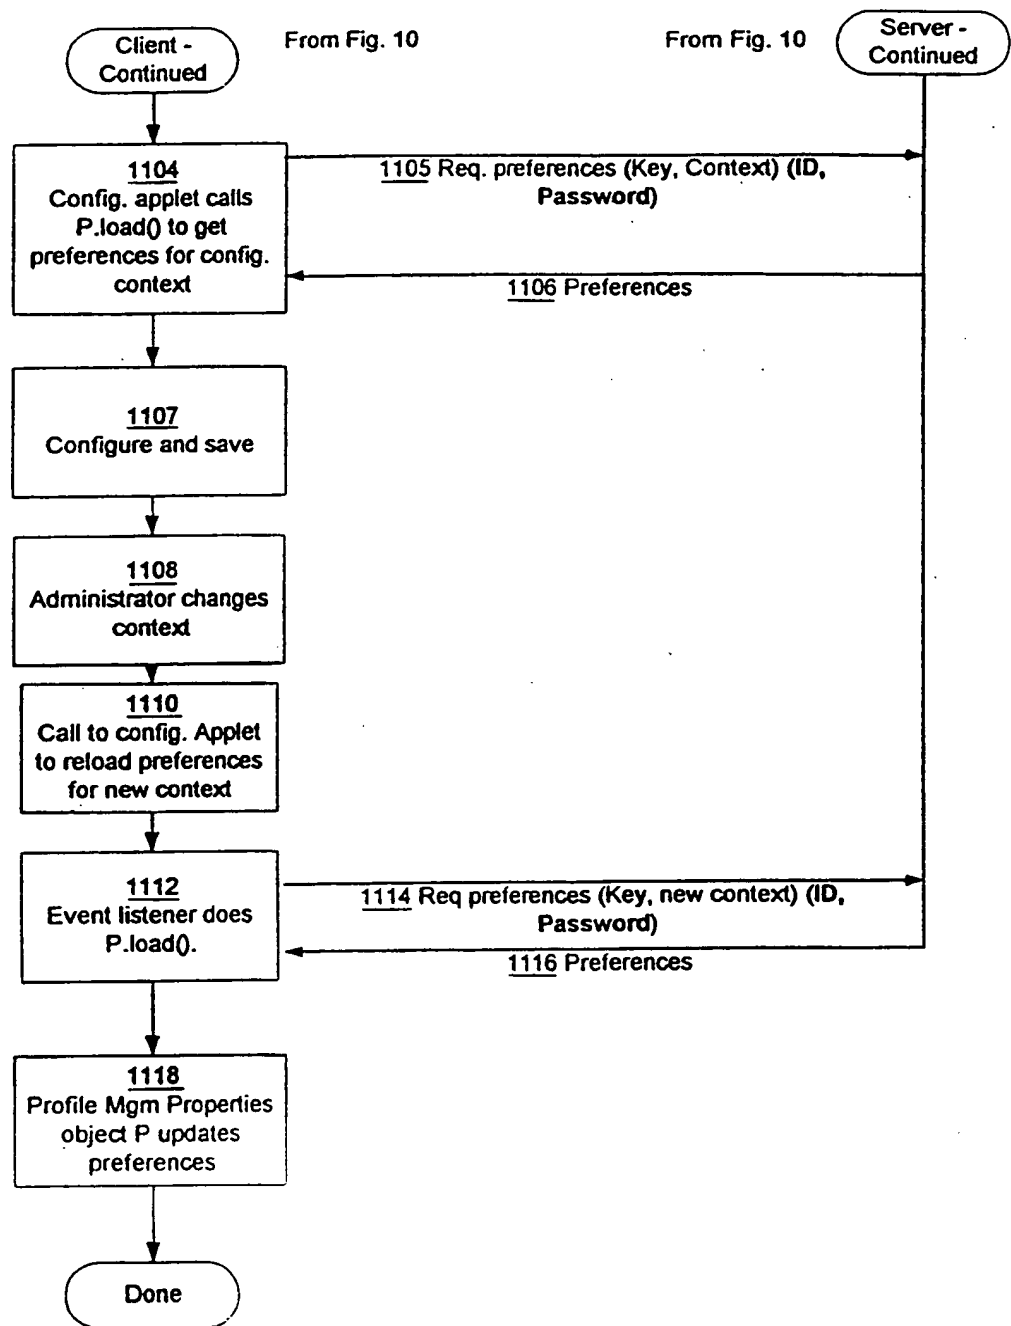 Client -
Continued
From Fig. 10
From Fig. 10
Server -
Continued
1104
Config. applet calls
P.load() to get
preferences for config.
context
1105 Req. preferences (Key, Context) (ID,
Password)
1106 Preferences
1107
Configure and save
1108
Administrator changes
context
1110
Call to config. Applet
to reload preferences
for new context
1112
Event listener does
P.load().
1114 Req preferences (Key, new context) (ID,
Password)
1116 Preferences
1118
Profile Mgm Properties
object P updates
preferences
Done